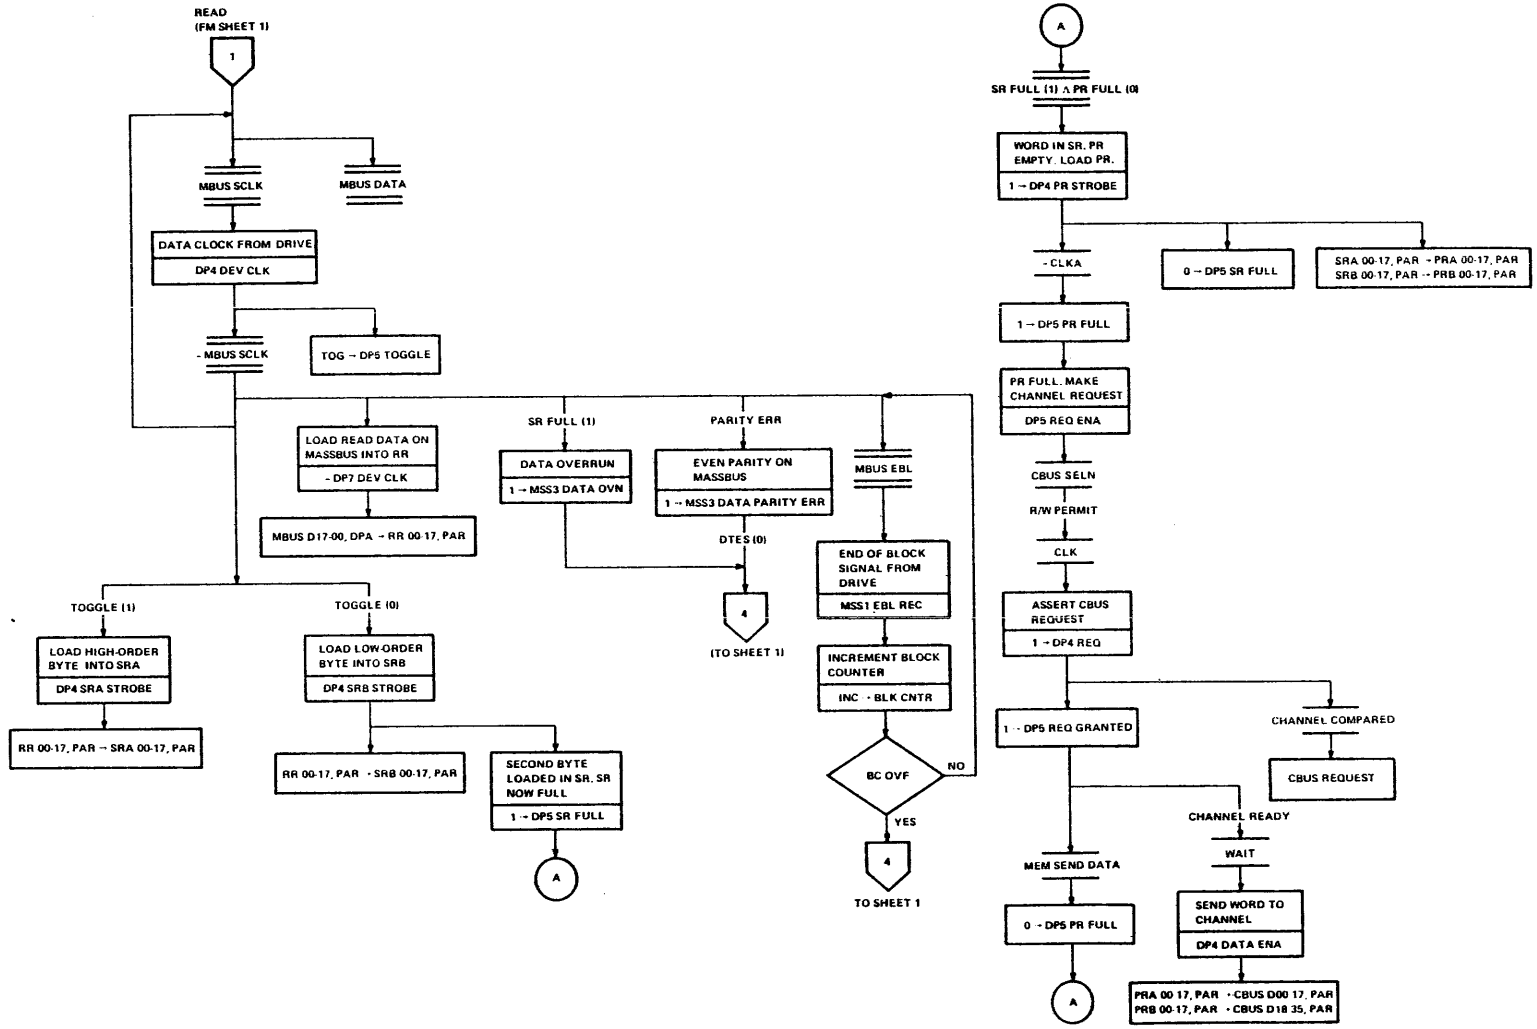 READ
(FM SHEET 1)
1
MBUS SCLK
MBUS DATA
DATA CLOCK FROM DRIVE
DP4 DEV CLK
- MBUS SCLK
TOG → DP5 TOGGLE
LOAD READ DATA ON
MASSBUS INTO RR
- DP7 DEV CLK
MBUS D17-00, DPA → RR 00-17, PAR
SR FULL (1)
DATA OVERRUN
1 → MSS3 DATA OVN
PARITY ERR
EVEN PARITY ON
MASSBUS
1 → MSS3 DATA PARITY ERR
DTES (0)
4
(TO SHEET 1)
MBUS EBL
END OF BLOCK
SIGNAL FROM
DRIVE
MSS1 EBL REC
INCREMENT BLOCK
COUNTER
INC → BLK CNTR
BC OVF
NO
YES
4
TO SHEET 1
TOGGLE (1)
LOAD HIGH-ORDER
BYTE INTO SRA
DP4 SRA STROBE
RR 00-17, PAR → SRA 00-17, PAR
TOGGLE (0)
LOAD LOW-ORDER
BYTE INTO SRB
DP4 SRB STROBE
RR 00-17, PAR → SRB 00-17, PAR
SECOND BYTE
LOADED IN SR. SR
NOW FULL
1 → DP5 SR FULL
A
A
SR FULL (1) Λ PR FULL (0)
WORD IN SR. PR
EMPTY. LOAD PR.
1 → DP4 PR STROBE
- CLKA
0 → DP5 SR FULL
SRA 00-17, PAR → PRA 00-17, PAR
SRB 00-17, PAR → PRB 00-17, PAR
1 → DP5 PR FULL
PR FULL. MAKE
CHANNEL REQUEST
DP5 REQ ENA
CBUS SELN
R/W PERMIT
CLK
ASSERT CBUS
REQUEST
1 → DP4 REQ
1 → DP5 REQ GRANTED
CHANNEL COMPARED
CBUS REQUEST
CHANNEL READY
WAIT
MEM SEND DATA
0 → DP5 PR FULL
A
SEND WORD TO
CHANNEL
DP4 DATA ENA
PRA 00 17, PAR → CBUS D00 17, PAR
PRB 00-17, PAR → CBUS D18 35, PAR